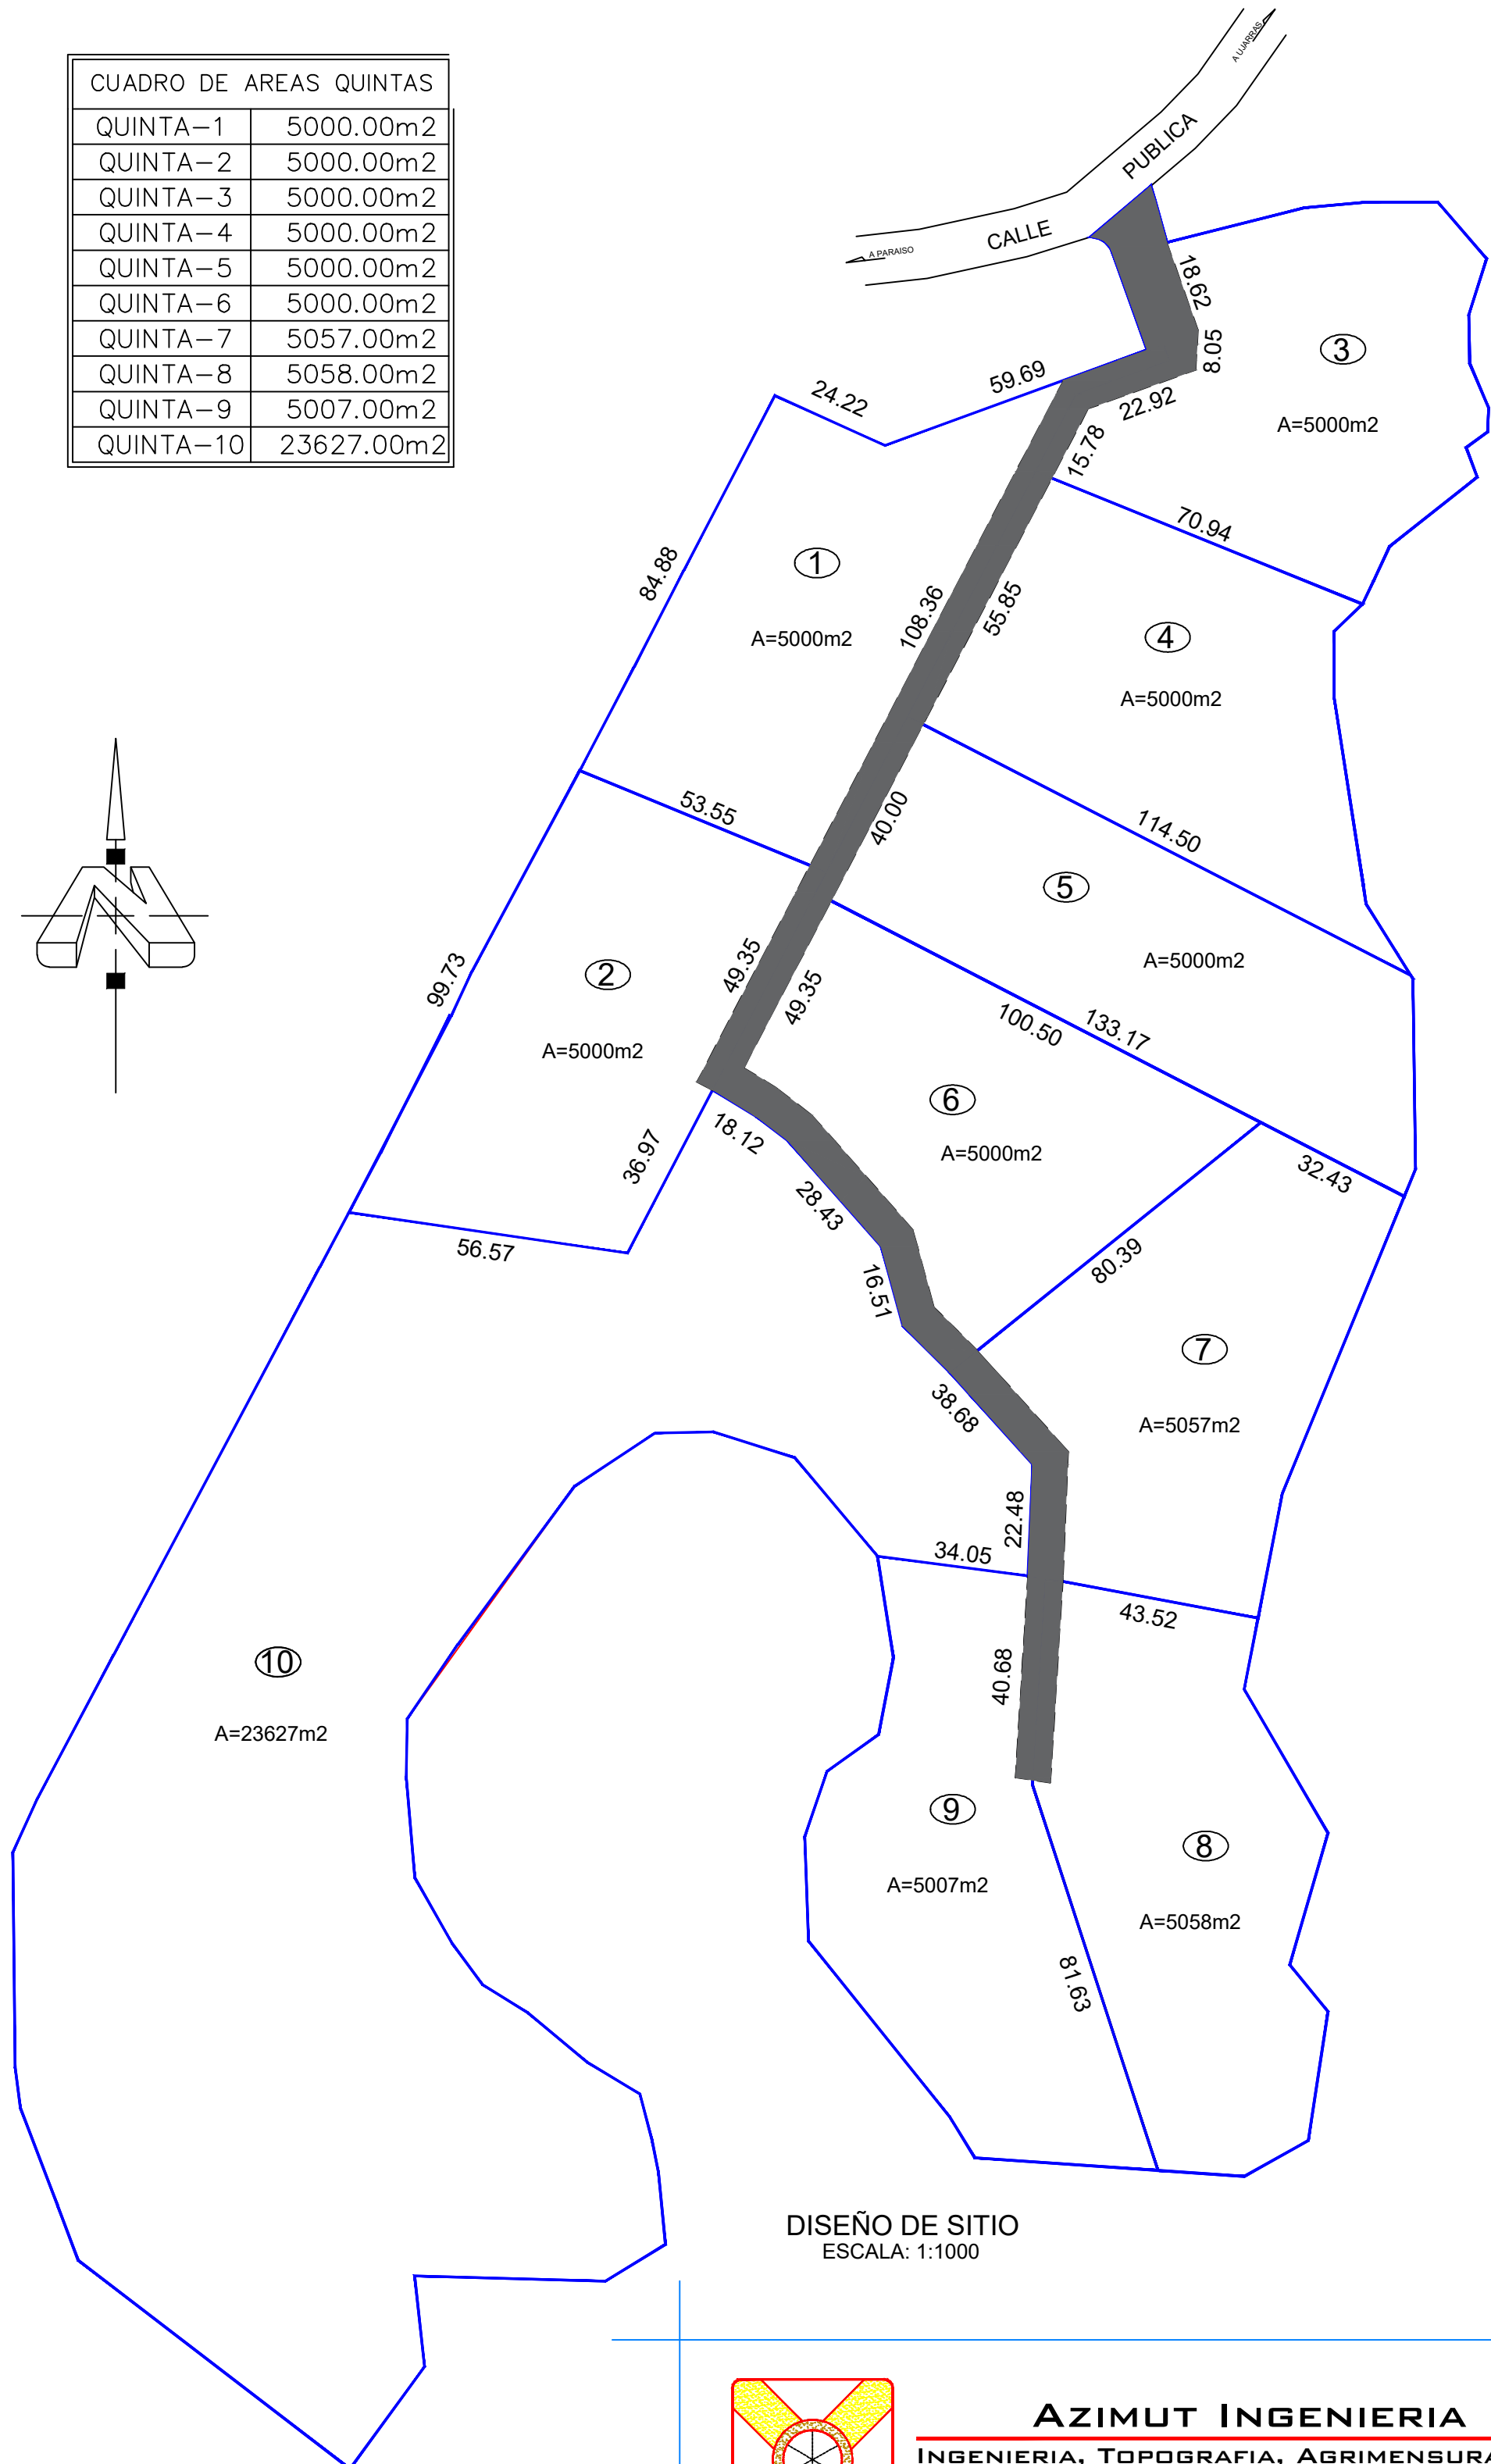 CUADRO DE AREAS QUINTAS
QUINTA-1 5000.00m2
QUINTA-2 5000.00m2
QUINTA-3 5000.00m2
QUINTA-4 5000.00m2
QUINTA-5 5000.00m2
QUINTA-6 5000.00m2
QUINTA-7 5057.00m2
QUINTA-8 5058.00m2
QUINTA-9 5007.00m2
QUINTA-10 23627.00m2
A UJARRAS
PUBLICA
CALLE
A PARAISO
18.62
8.05
3
59.69
24.22
22.92
A=5000m2
15.78
70.94
1
84.88
108.36
55.85
A=5000m2
4
A=5000m2
53.55
40.00
114.50
5
A=5000m2
99.73
2
49.35
49.35
100.50
133.17
A=5000m2
6
A=5000m2
18.12
36.97
32.43
28.43
56.57
80.39
16.51
7
38.68
A=5057m2
22.48
34.05
43.52
10
40.68
A=23627m2
9
8
A=5007m2
A=5058m2
81.63
DISEÑO DE SITIO
ESCALA: 1:1000
N
AZIMUT INGENIERIA
INGENIERIA, TOPOGRAFIA, AGRIMENSURA